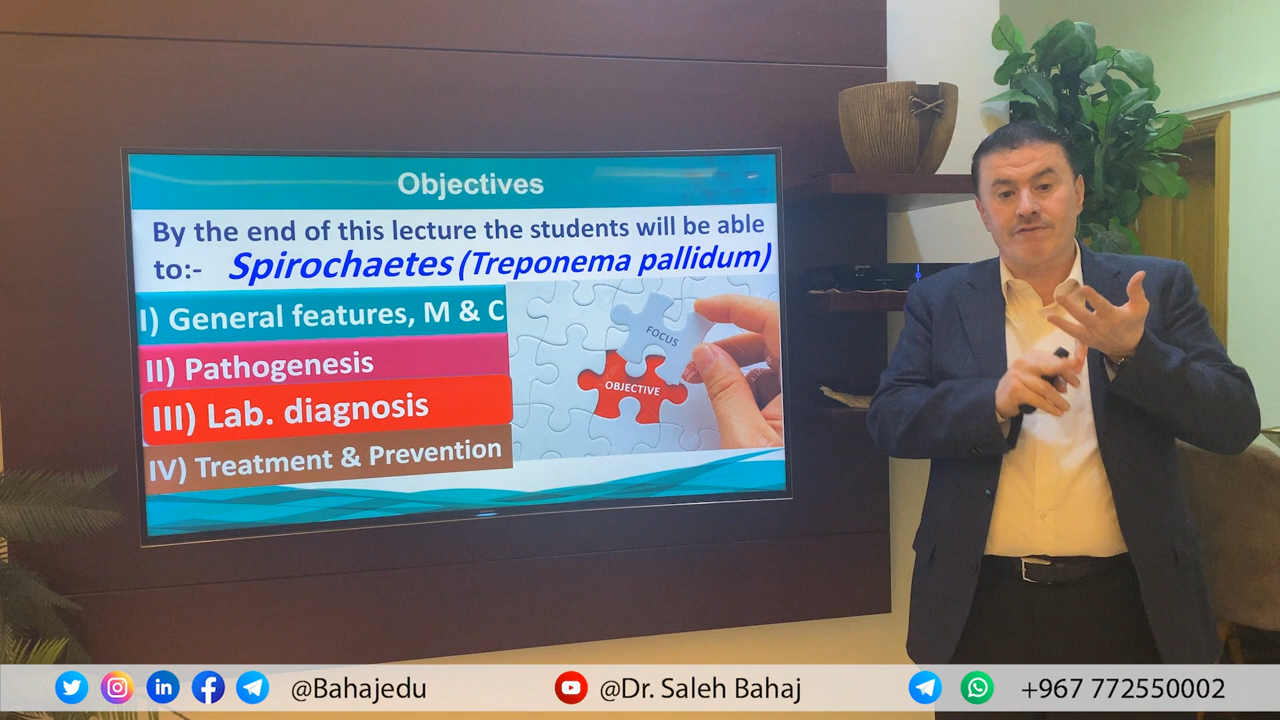 Objectives
By the end of this lecture the students will be able
to:- Spirochaetes (Treponema pallidum)
I) General features, M & C
II) Pathogenesis
III) Lab. diagnosis
IV) Treatment & Prevention
FOCUS
OBJECTIVE
@Bahajedu
@Dr. Saleh Bahaj
+967 772550002